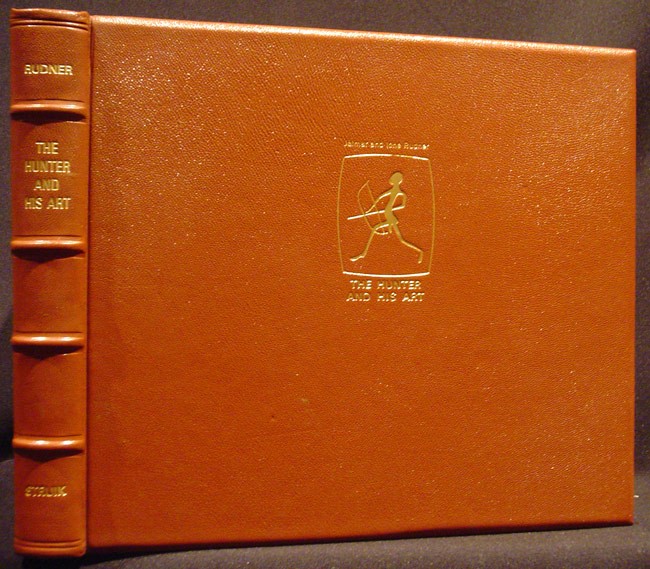 RUDNER
THE
HUNTER
AND
HIS ART
STRUIK
Jalmar and Ione Rudner
THE HUNTER
AND HIS ART